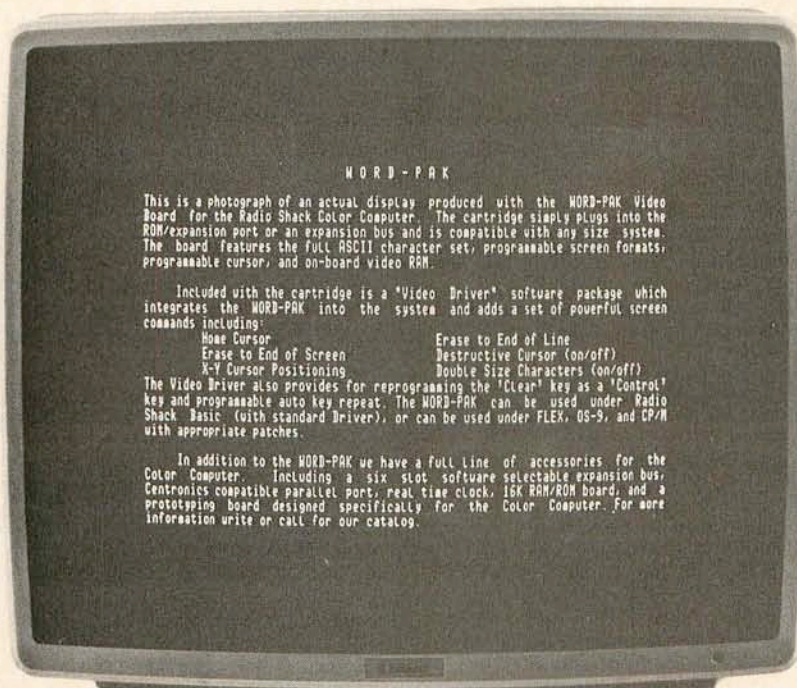 WORD-PAK
This is a photograph of an actual display produced with the WORD-PAK Video
Board for the Radio Shack Color Computer. The cartridge simply plugs into the
ROM/expansion port or an expansion bus and is compatible with any size system.
The board features the full ASCII character set, programmable screen formats,
programmable cursor, and on-board video RAM.
Included with the cartridge is a "Video Driver" software package which
integrates the WORD-PAK into the system and adds a set of powerful screen
commands including:
Home Cursor Erase to End of Line
Erase to End of Screen Destructive Cursor (on/off)
X-Y Cursor Positioning Double Size Characters (on/off)
The Video Driver also provides for reprogramming the 'Clear' key as a 'Control'
key and programmable auto key repeat. The WORD-PAK can be used under Radio
Shack Basic (with standard Driver), or can be used under FLEX, OS-9, and CP/M
with appropriate patches.
In addition to the WORD-PAK we have a full line of accessories for the
Color Computer. Including a six slot software selectable expansion bus,
Centronics compatible parallel port, real time clock, 16K RAM/ROM board, and a
prototyping board designed specifically for the Color Computer. For more
information write or call for our catalog.